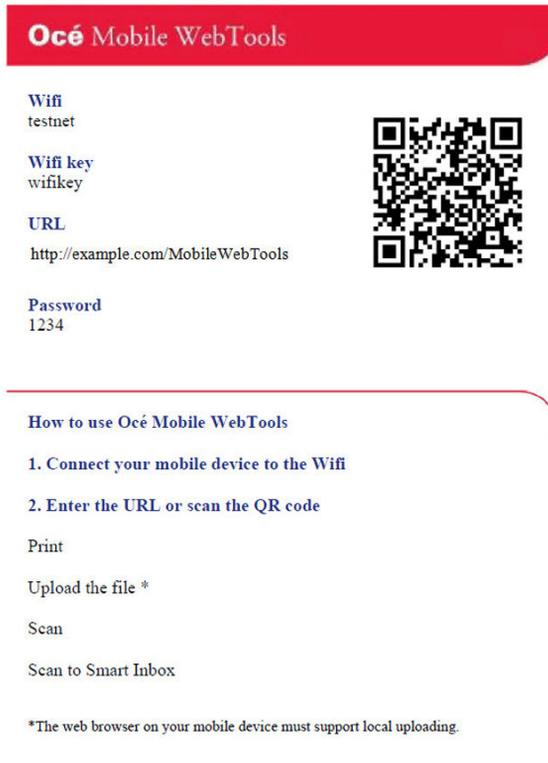 Océ Mobile WebTools
Wifi
testnet
Wifi key
wifikey
URL
http://example.com/MobileWebTools
Password
1234
How to use Océ Mobile WebTools
1. Connect your mobile device to the Wifi
2. Enter the URL or scan the QR code
Print
Upload the file *
Scan
Scan to Smart Inbox
*The web browser on your mobile device must support local uploading.